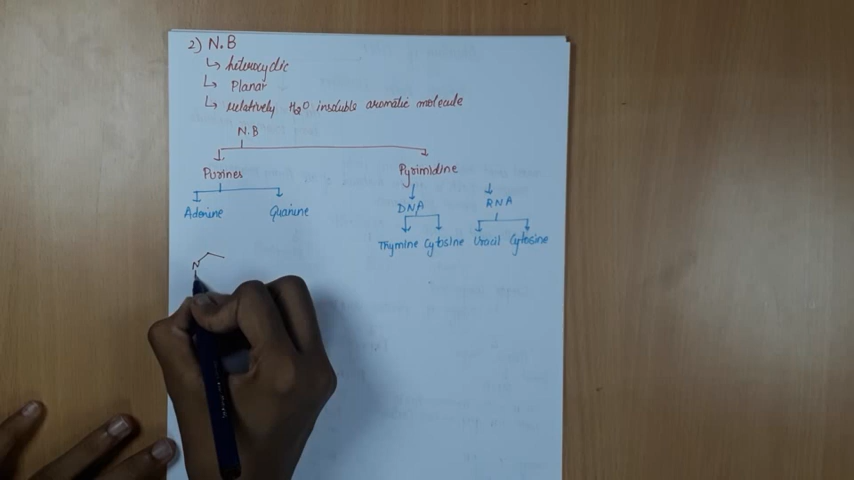 2) N.B
↳ heterocyclic
↳ Planar
↳ relatively H2O insoluble aromatic molecule
N.B
Purines Pyrimidine
Adenine Guanine DNA RNA
Thymine Cytosine Uracil Cytosine
N